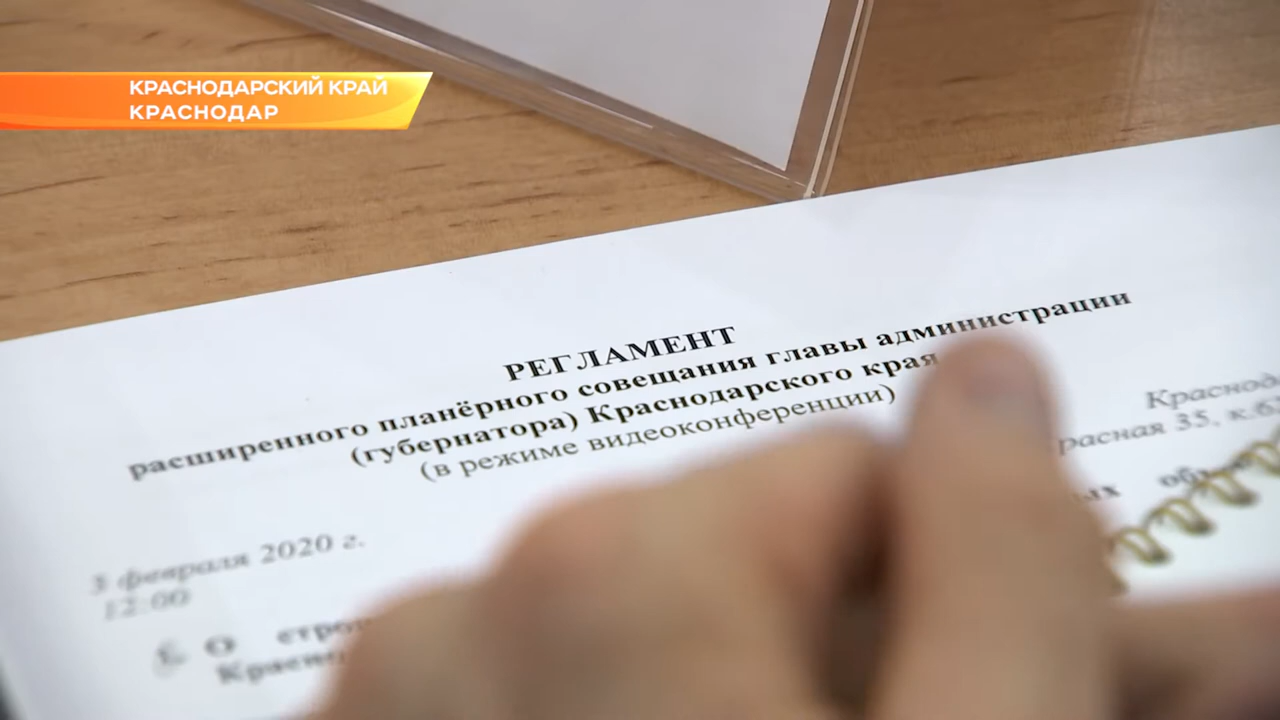 КРАСНОДАРСКИЙ КРАЙ
КРАСНОДАР
РЕГЛАМЕНТ
расширенного планёрного совещания главы администрации
(губернатора) Краснодарского края
(в режиме видеоконференции)
35,
3 февраля 2020 г.
12:00
О